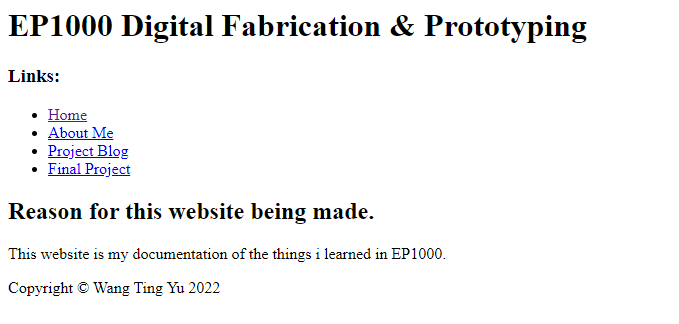 EP1000 Digital Fabrication & Prototyping
Links:
Home
About Me
Project Blog
Final Project
Reason for this website being made.
This website is my documentation of the things i learned in EP1000.
Copyright © Wang Ting Yu 2022